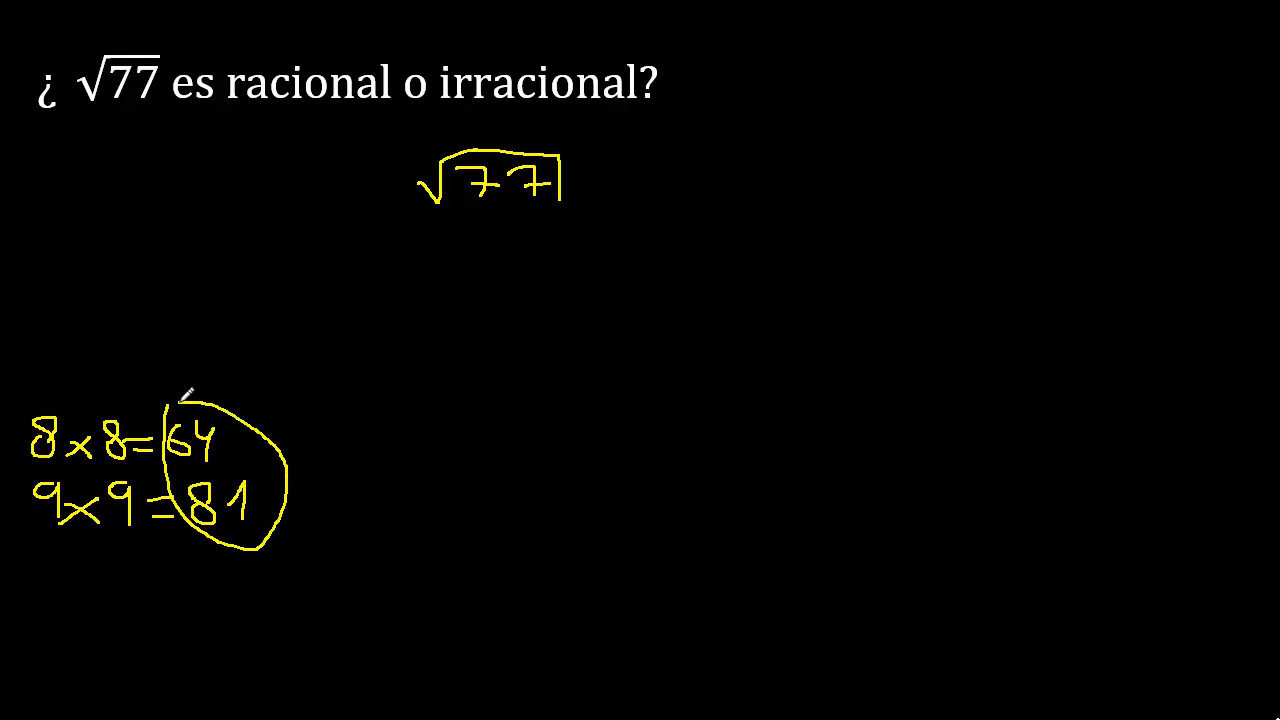 ¿ √77 es racional o irracional?
√77
8×8=64
9×9=81